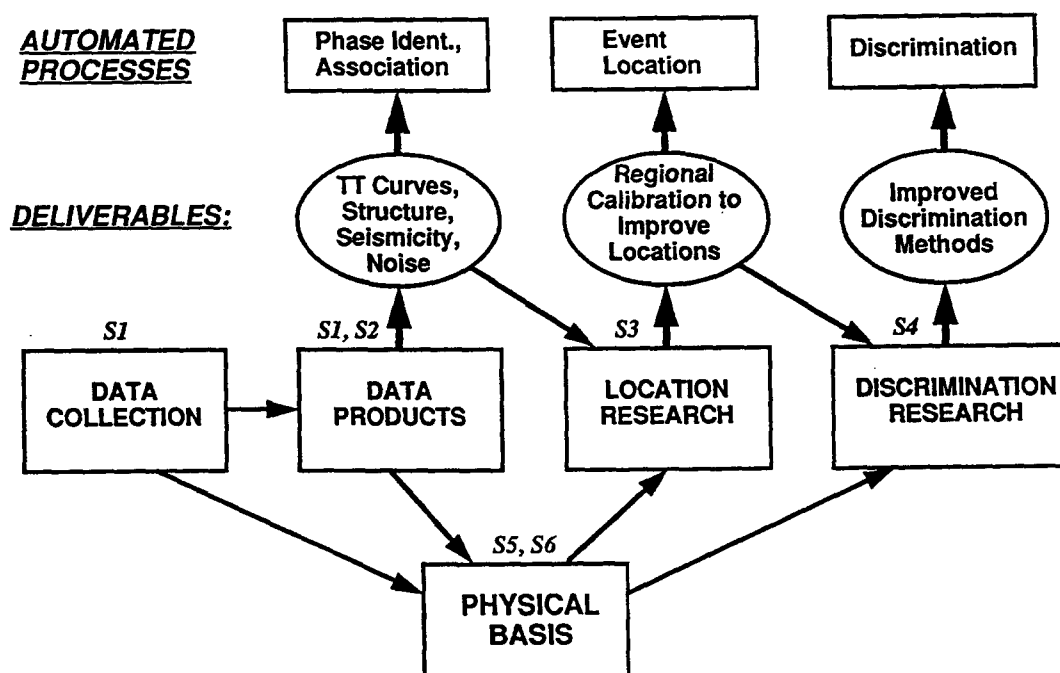 AUTOMATED
PROCESSES
Phase Ident.,
Association
Event
Location
Discrimination
DELIVERABLES:
TT Curves,
Structure,
Seismicity,
Noise
Regional
Calibration to
Improve
Locations
Improved
Discrimination
Methods
S1
S1, S2
S3
S4
DATA
COLLECTION
DATA
PRODUCTS
LOCATION
RESEARCH
DISCRIMINATION
RESEARCH
S5, S6
PHYSICAL
BASIS